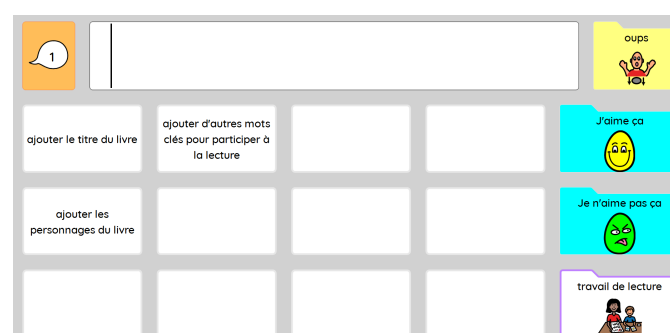 1
oups
ajouter le titre du livre
ajouter d'autres mots
clés pour participer à
la lecture
J'aime ça
ajouter les
personnages du livre
Je n'aime pas ça
travail de lecture